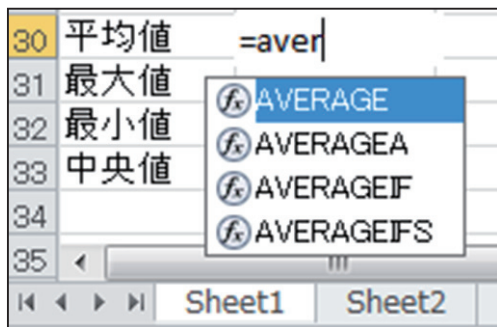 30 平均値 =aver
31 最大値 AVERAGE
32 最小値 AVERAGEA
33 中央値 AVERAGEIF
34 AVERAGEIFS
35
Sheet1 Sheet2